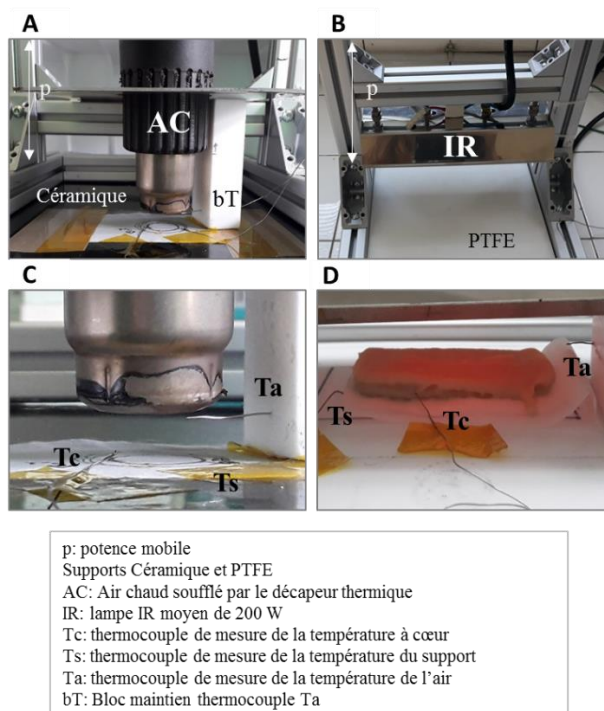 A
B
p
AC
Céramique
bT
p
IR
PTFE
C
D
Ta
Tc
Ts
Ta
Ts
Tc
p: potence mobile
Supports Céramique et PTFE
AC: Air chaud soufflé par le décapeur thermique
IR: lampe IR moyen de 200 W
Tc: thermocouple de mesure de la température à cœur
Ts: thermocouple de mesure de la température du support
Ta: thermocouple de mesure de la température de l’air
bT: Bloc maintien thermocouple Ta